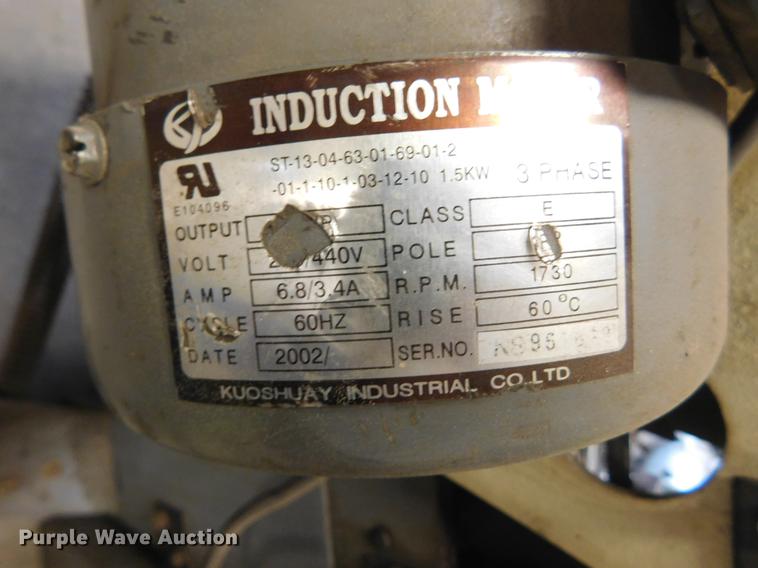 INDUCTION
ST-13-04-63-01-69-01-2
-01-1-10-1-03-12-10 1.5KW 3 PHASE
E104096
OUTPUT CLASS E
VOLT /440V POLE
AMP 6.8/3.4A R.P.M. 1730
CYCLE 60HZ RISE 60°C
DATE 2002/ SER.NO.
KUOSHUAY INDUSTRIAL CO.LTD
Purple Wave Auction